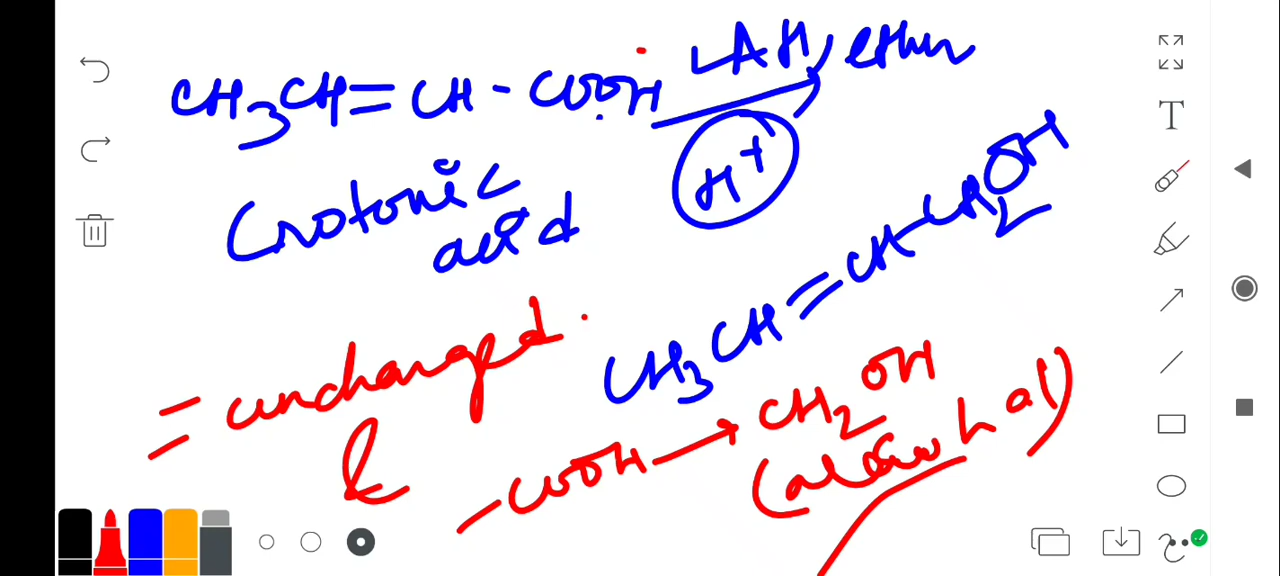 CH3CH=CH-COOH LAH, ether
H+
Crotonic
acid
CH3CH=CH-CH2OH
= unchanged
&
-COOH → CH2OH
(alcohol)
T